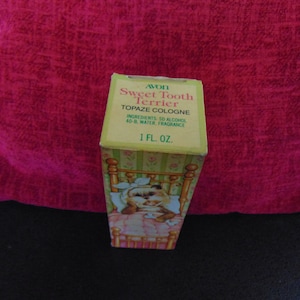 AVON
Sweet Tooth
Terrier
TOPAZE COLOGNE
INGREDIENTS: SD ALCOHOL
40-B, WATER, FRAGRANCE
1 FL. OZ.